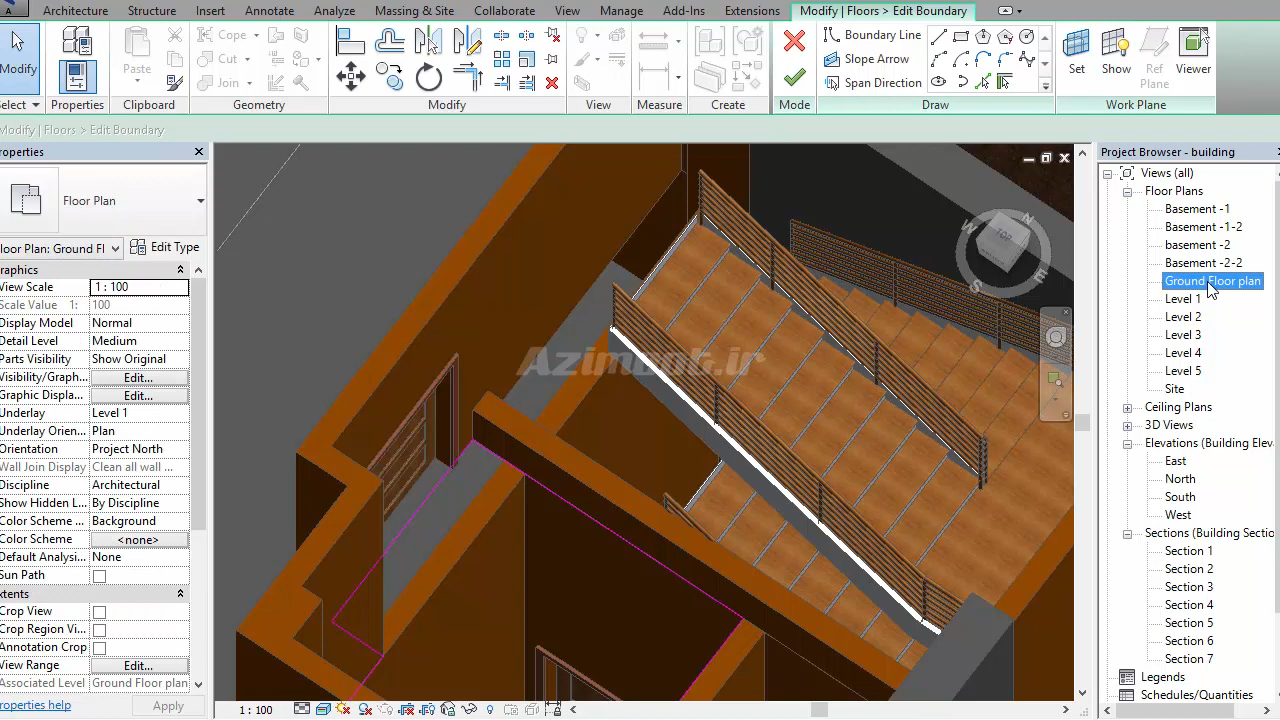 Architecture Structure Insert Annotate Analyze Massing & Site Collaborate View Manage Add-Ins Extensions Modify | Floors > Edit Boundary
Modify
Select
Properties
Paste
Clipboard
Cope
Cut
Join
Geometry
Modify
View
Measure
Create
Mode
Boundary Line
Slope Arrow
Span Direction
Draw
Set
Show
Ref
Plane
Viewer
Work Plane
Modify | Floors > Edit Boundary
roperties
Floor Plan
loor Plan: Ground Fl
Edit Type
raphics
View Scale 1 : 100
Scale Value 1: 100
Display Model Normal
Detail Level Medium
Parts Visibility Show Original
Visibility/Graph... Edit...
Graphic Displa... Edit...
Underlay Level 1
Underlay Orien... Plan
Orientation Project North
Wall Join Display Clean all wall ...
Discipline Architectural
Show Hidden ... By Discipline
Color Scheme ... Background
Color Scheme <none>
Default Analysi... None
Sun Path
xtents
Crop View
Crop Region Vi...
Annotation Crop
View Range Edit...
Associated Level Ground Floor plan
roperties help
Apply
Azimoot.ir
TOP
N
W
S
E
1 : 100
Project Browser - building
Views (all)
Floor Plans
Basement -1
Basement -1-2
basement -2
Basement -2-2
Ground Floor plan
Level 1
Level 2
Level 3
Level 4
Level 5
Site
Ceiling Plans
3D Views
Elevations (Building Elev
East
North
South
West
Sections (Building Sectio
Section 1
Section 2
Section 3
Section 4
Section 5
Section 6
Section 7
Legends
Schedules/Quantities